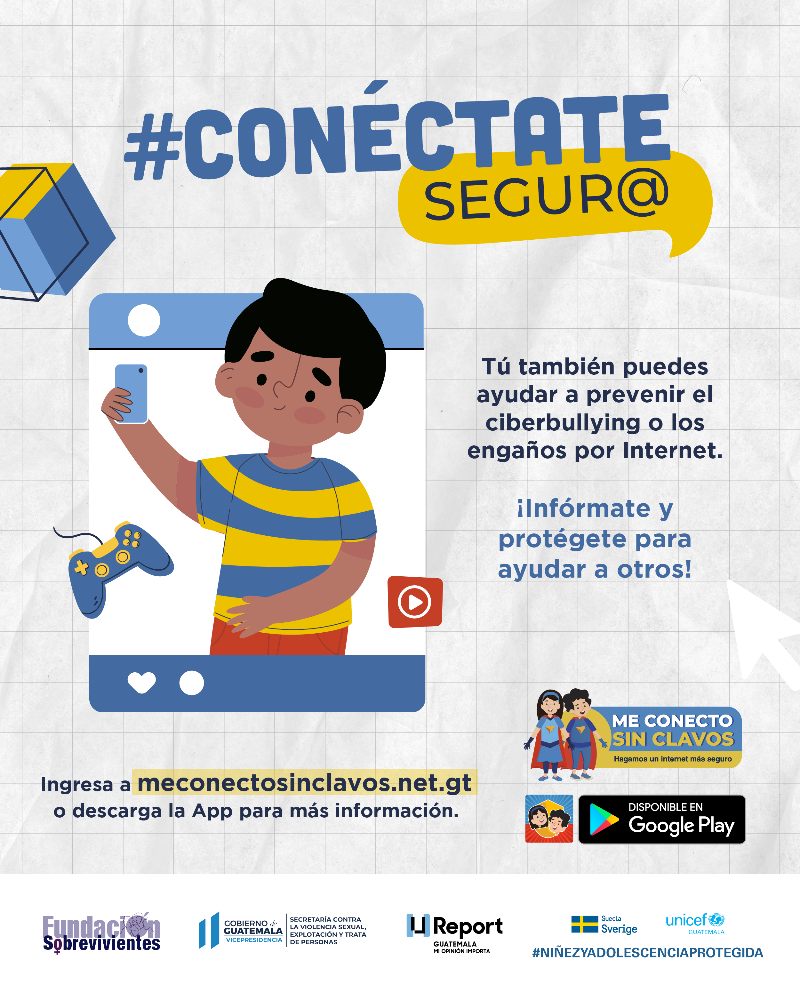 #CONÉCTATE
SEGUR@
Tú también puedes
ayudar a prevenir el
ciberbullying o los
engaños por Internet.
¡Infórmate y
protégete para
ayudar a otros!
ME CONECTO
SIN CLAVOS
Hagamos un internet más seguro
Ingresa a meconectosinclavos.net.gt
o descarga la App para más información.
DISPONIBLE EN
Google Play
Fundación
Sobrevivientes
GOBIERNO de
GUATEMALA
VICEPRESIDENCIA
SECRETARÍA CONTRA
LA VIOLENCIA SEXUAL,
EXPLOTACIÓN Y TRATA
DE PERSONAS
U Report
GUATEMALA
MI OPINIÓN IMPORTA
Suecia
Sverige
unicef
GUATEMALA
#NIÑEZYADOLESCENCIAPROTEGIDA